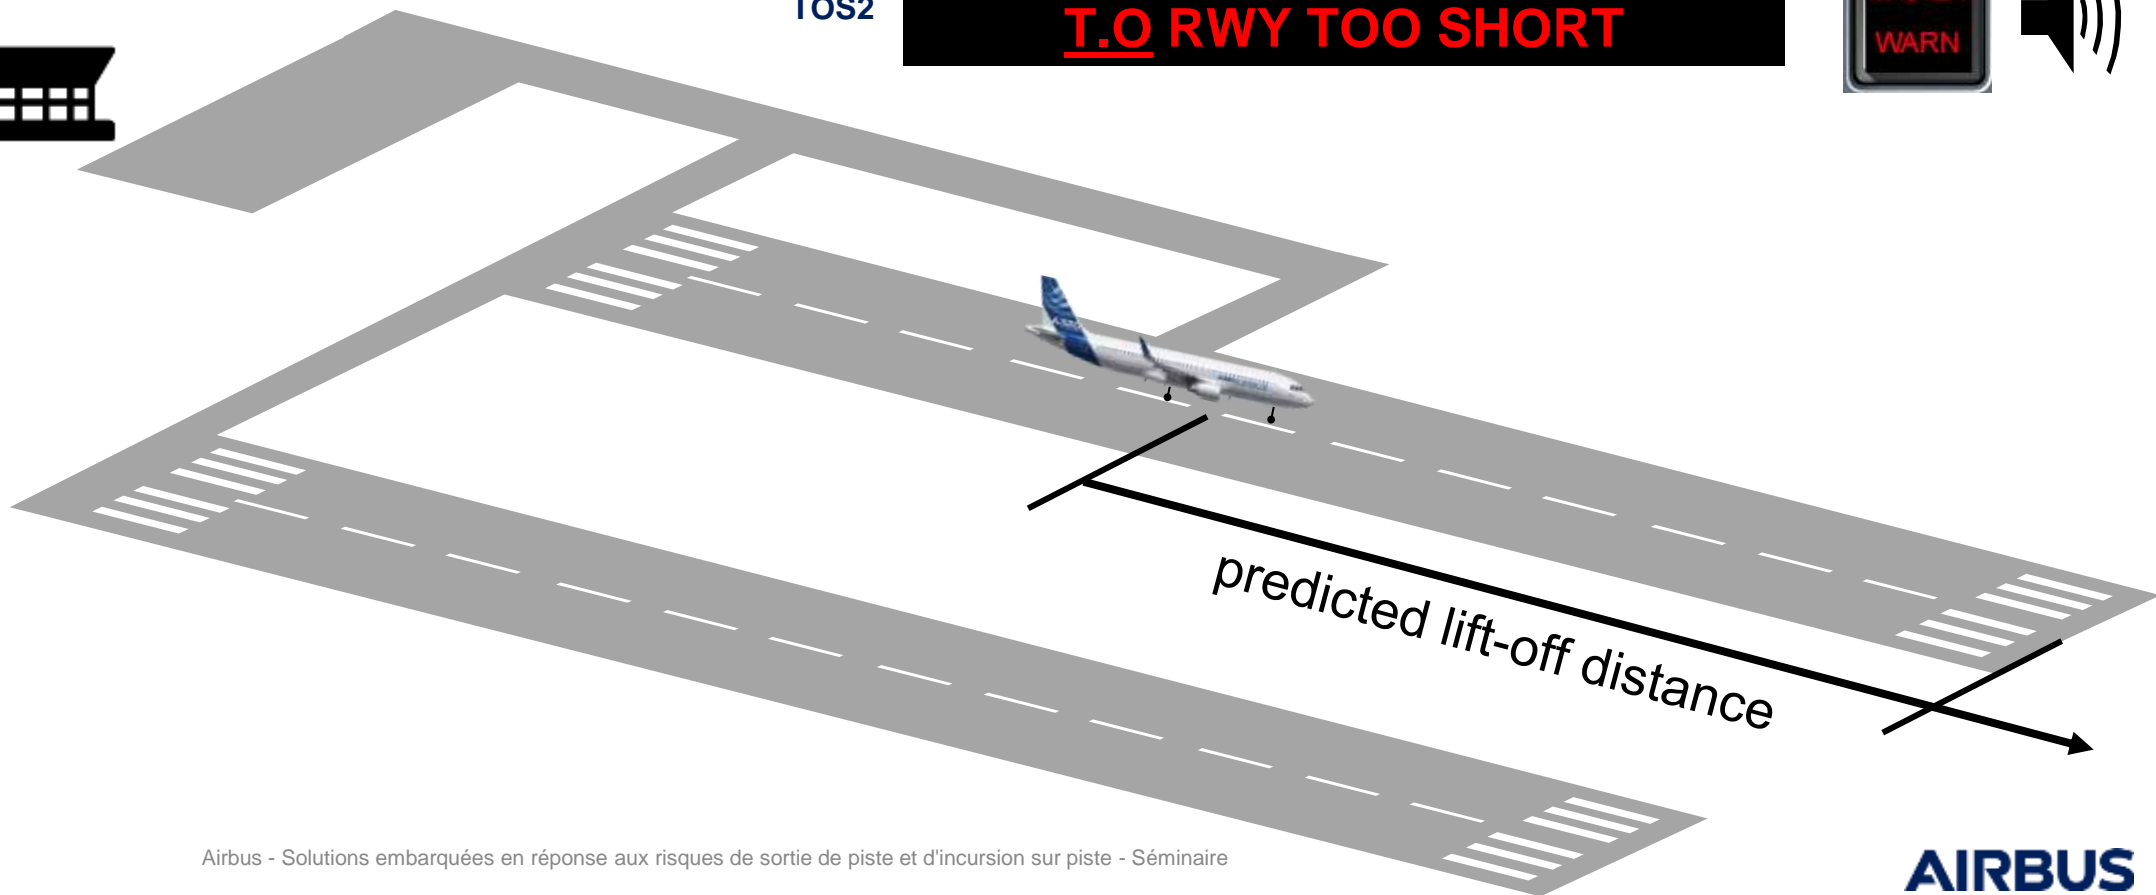 TOS2
T.O RWY TOO SHORT
WARN
predicted lift-off distance
Airbus - Solutions embarquées en réponse aux risques de sortie de piste et d'incursion sur piste - Séminaire
AIRBUS